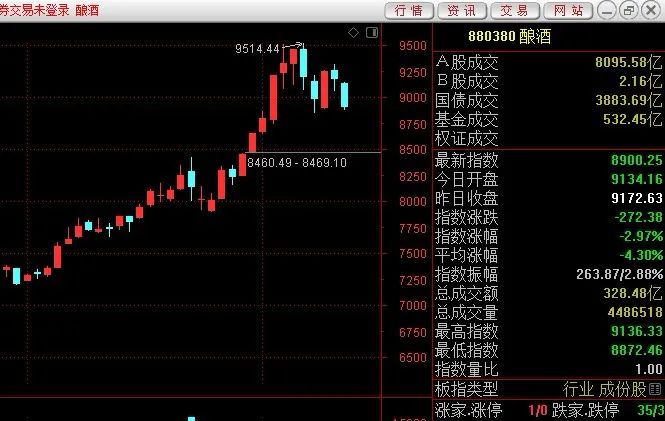 券交易未登录 酿酒
行情 资讯 交易 网站
9514.44
8460.49 - 8469.10
9500
9250
9000
8750
8500
8250
8000
7750
7500
7250
7000
6750
6500
880380 酿酒
A股成交 8095.58亿
B股成交 2.16亿
国债成交 3883.69亿
基金成交 532.45亿
权证成交
最新指数 8900.25
今日开盘 9134.16
昨日收盘 9172.63
指数涨跌 -272.38
指数涨幅 -2.97%
平均涨幅 -4.30%
指数振幅 263.87/2.88%
总成交额 328.48亿
总成交量 4486518
最高指数 9136.33
最低指数 8872.46
指数量比 1.00
板指类型 行业 成份股
涨家.涨停 1/0 跌家.跌停 35/3